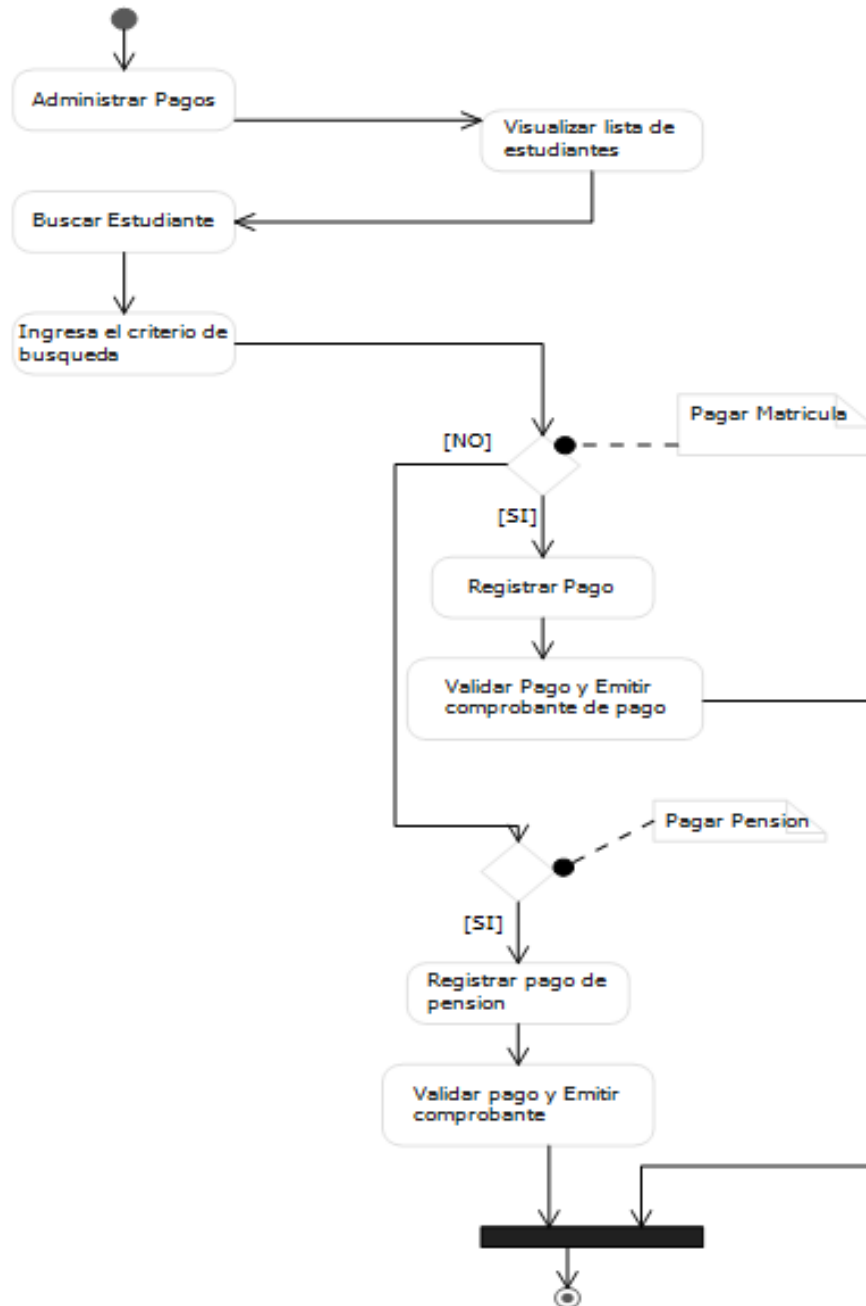 Administrar Pagos
Visualizar lista de
estudiantes
Buscar Estudiante
Ingresa el criterio de
busqueda
Pagar Matricula
[NO]
[SI]
Registrar Pago
Validar Pago y Emitir
comprobante de pago
Pagar Pension
[SI]
Registrar pago de
pension
Validar pago y Emitir
comprobante